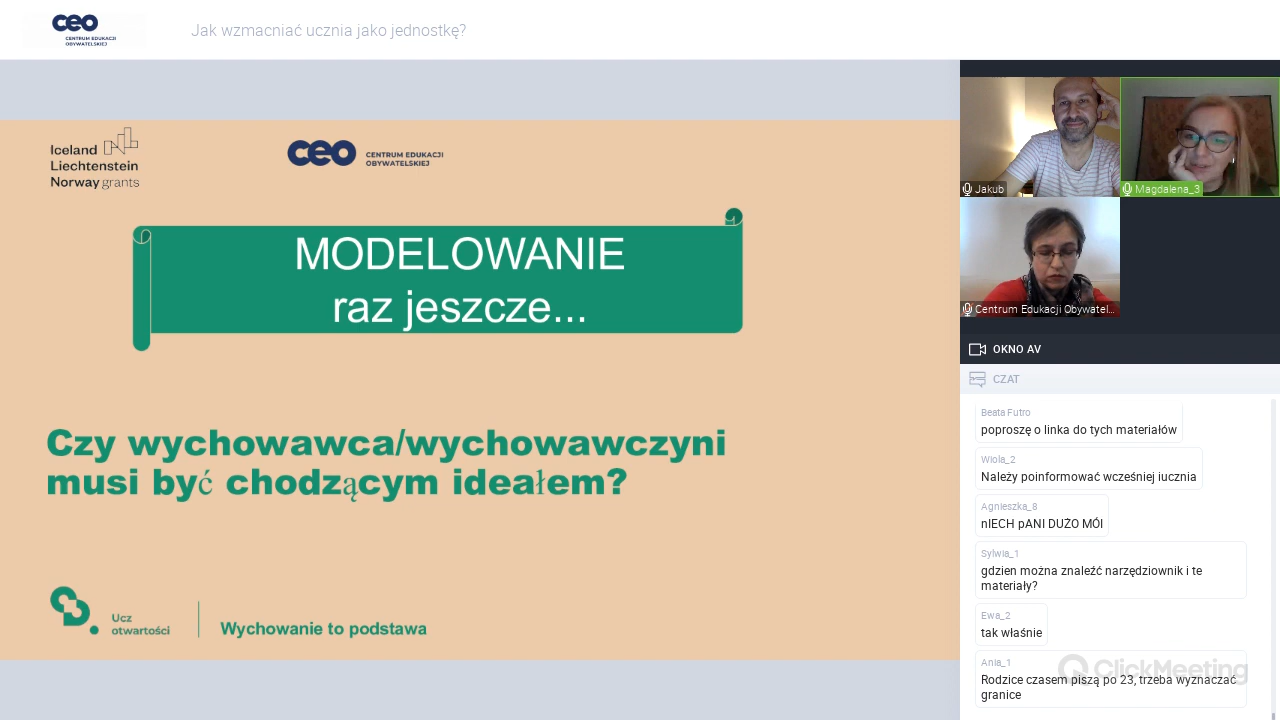 ceo
CENTRUM EDUKACJI
OBYWATELSKIEJ
Jak wzmacniać ucznia jako jednostkę?
Iceland
Liechtenstein
Norway grants
ceo
CENTRUM EDUKACJI
OBYWATELSKIEJ
MODELOWANIE
raz jeszcze...
Czy wychowawca/wychowawczyni
musi być chodzącym ideałem?
Ucz
otwartości
Wychowanie to podstawa
Jakub
Magdalena_3
Centrum Edukacji Obywatel...
OKNO AV
CZAT
Beata Futro
poproszę o linka do tych materiałów
Wiola_2
Należy poinformować wcześniej iucznia
Agnieszka_8
nIECH pANI DUŻO MÓI
Sylwia_1
gdzien można znaleźć narzędziownik i te
materiały?
Ewa_2
tak właśnie
Ania_1
ClickMeeting
Rodzice czasem piszą po 23, trzeba wyznaczać
granice